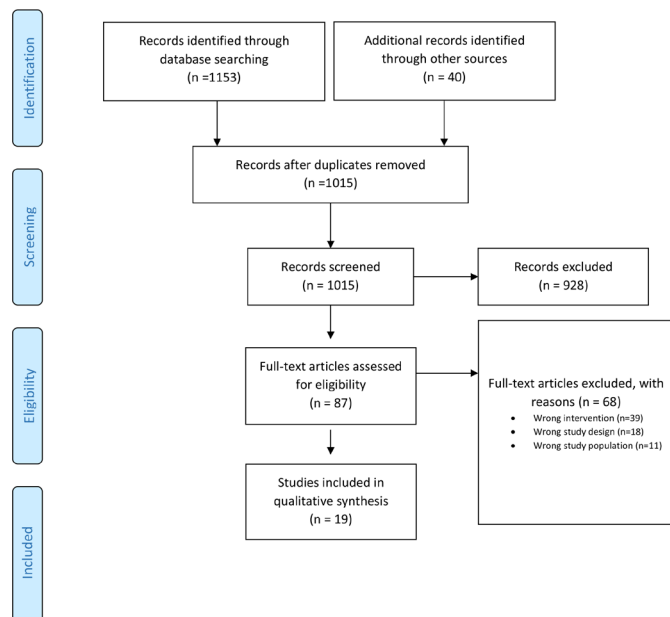 Identification
Records identified through
database searching
(n =1153)
Additional records identified
through other sources
(n = 40)
Records after duplicates removed
(n =1015)
Screening
Records screened
(n = 1015)
Records excluded
(n = 928)
Eligibility
Full-text articles assessed
for eligibility
(n = 87)
Full-text articles excluded, with
reasons (n = 68)
• Wrong intervention (n=39)
• Wrong study design (n=18)
• Wrong study population (n=11)
Included
Studies included in
qualitative synthesis
(n = 19)